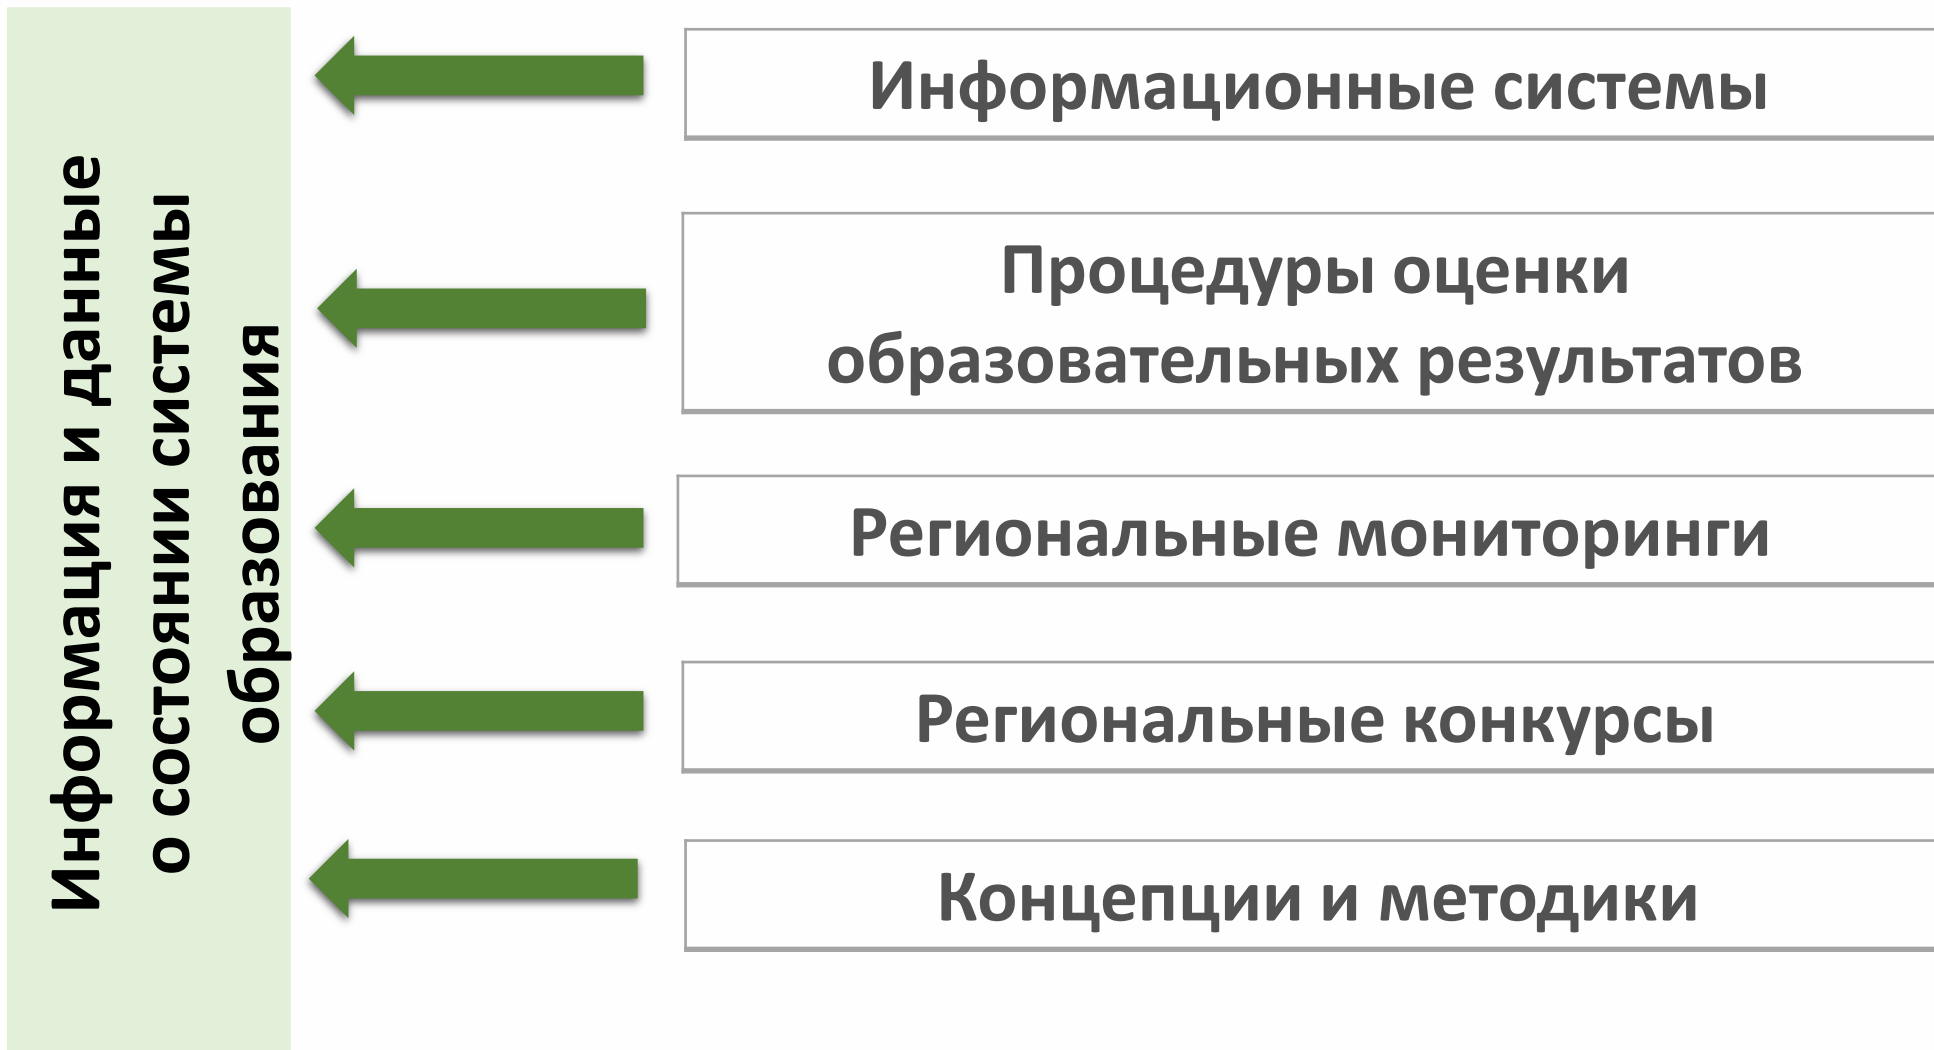 Информация и данные
о состоянии системы
образования
Информационные системы
Процедуры оценки
образовательных результатов
Региональные мониторинги
Региональные конкурсы
Концепции и методики